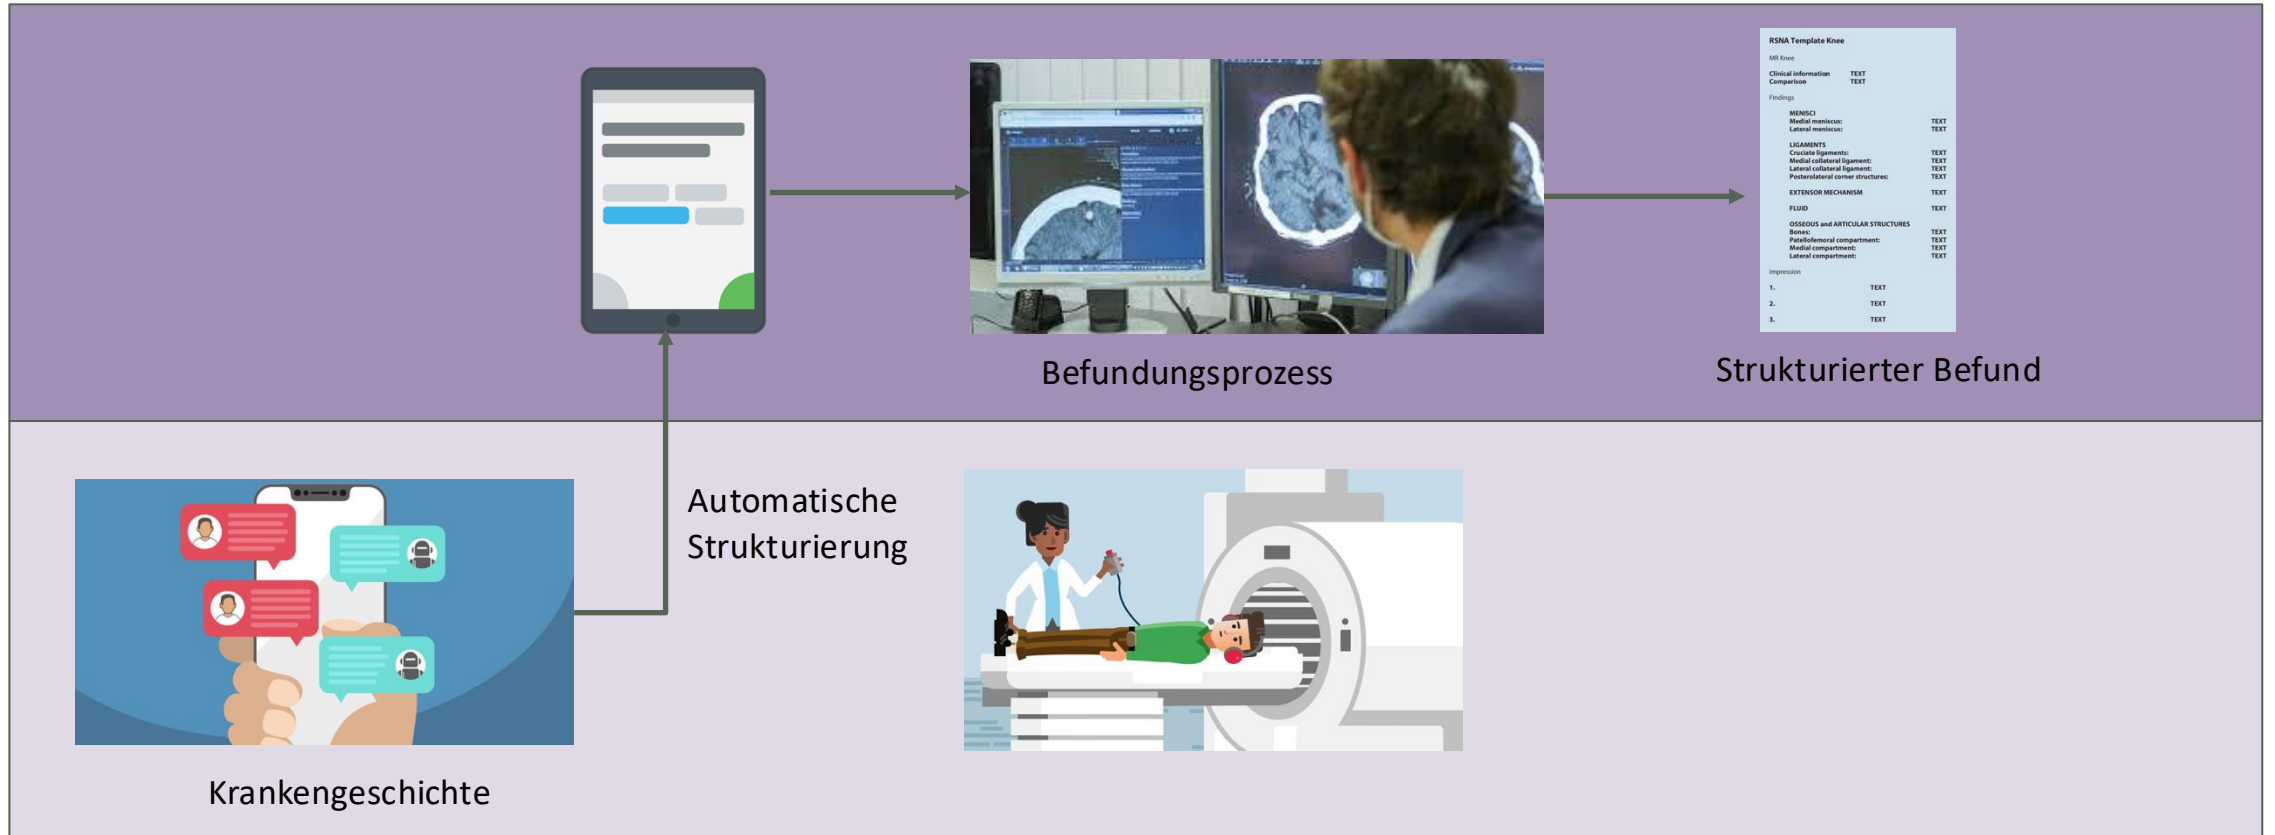 RSNA Template Knee
MR Knee
Clinical information TEXT
Comparison TEXT
Findings
MENISCI
Medial meniscus: TEXT
Lateral meniscus: TEXT
LIGAMENTS
Cruciate ligaments: TEXT
Medial collateral ligament: TEXT
Lateral collateral ligament: TEXT
Posterolateral corner structures: TEXT
EXTENSOR MECHANISM TEXT
FLUID TEXT
OSSEOUS and ARTICULAR STRUCTURES
Bones: TEXT
Patellofemoral compartment: TEXT
Medial compartment: TEXT
Lateral compartment: TEXT
Impression
1. TEXT
2. TEXT
3. TEXT
Befundungsprozess
Strukturierter Befund
Automatische
Strukturierung
Krankengeschichte